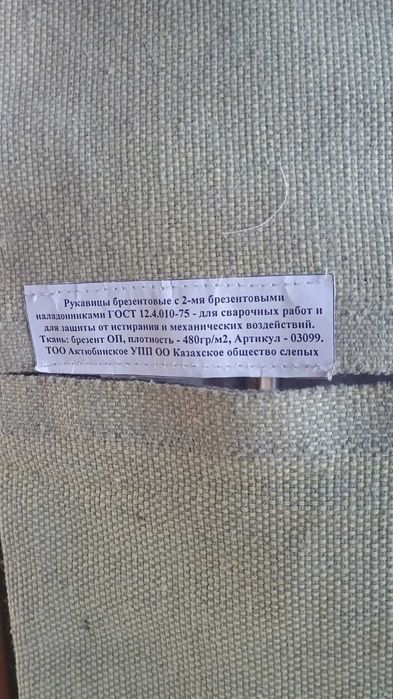 Рукавицы брезентовые с 2-мя брезентовыми
наладонниками ГОСТ 12.4.010-75 - для сварочных работ и
для защиты от истирания и механических воздействий.
Ткань: брезент ОП, плотность - 480гр/м2, Артикул - 03099.
ТОО Актюбинское УПП ОО Казахское общество слепых